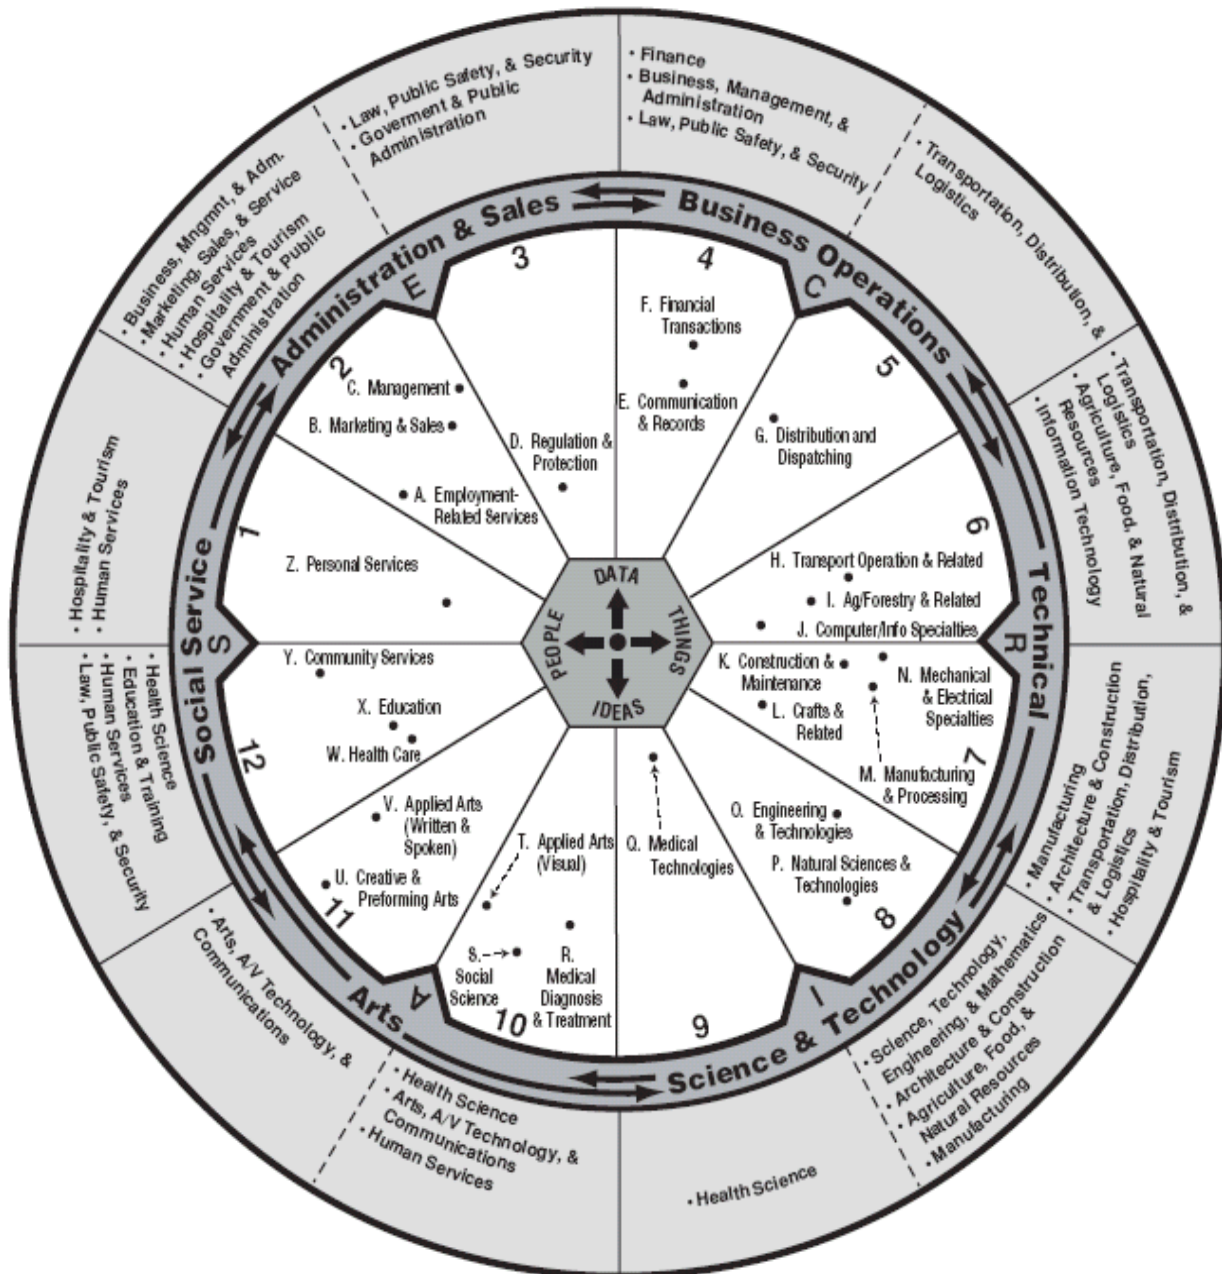 • Law, Public Safety, & Security
• Goverment & Public
Administration
• Finance
• Business, Management, &
Administration
• Law, Public Safety, & Security
• Transportation, Distribution, &
Logistics
• Transportation, Distribution, &
Logistics
• Agriculture, Food, & Natural
Resources
• Information Technology
• Manufacturing
• Architecture & Construction
• Transportation, Distribution,
& Logistics
• Hospitality & Tourism
• Science, Technology,
Engineering, & Mathematics
• Architecture & Construction
• Agriculture, Food, &
Natural Resources
• Manufacturing
• Health Science
• Health Science
• Arts, A/V Technology, &
Communications
• Human Services
• Arts, A/V Technology, &
Communications
• Health Science
• Education & Training
• Human Services
• Law, Public Safety, & Security
• Hospitality & Tourism
• Human Services
• Business, Mngmnt, & Adm.
• Marketing, Sales, & Service
• Human Services
• Hospitality & Tourism
• Government & Public
Administration
Administration & Sales
Business Operations
Technical
Science & Technology
Arts
Social Service
E
C
R
I
A
S
1
2
3
4
5
6
7
8
9
10
11
12
F. Financial
Transactions
E. Communication
& Records
G. Distribution and
Dispatching
C. Management
B. Marketing & Sales
D. Regulation &
Protection
A. Employment-
Related Services
Z. Personal Services
H. Transport Operation & Related
I. Ag/Forestry & Related
J. Computer/Info Specialties
DATA
THINGS
IDEAS
PEOPLE
Y. Community Services
X. Education
W. Health Care
K. Construction &
Maintenance
L. Crafts &
Related
N. Mechanical
& Electrical
Specialties
M. Manufacturing
& Processing
V. Applied Arts
(Written &
Spoken)
U. Creative &
Preforming Arts
T. Applied Arts
(Visual)
S.
Social
Science
R.
Medical
Diagnosis
& Treatment
Q. Medical
Technologies
O. Engineering
& Technologies
P. Natural Sciences &
Technologies